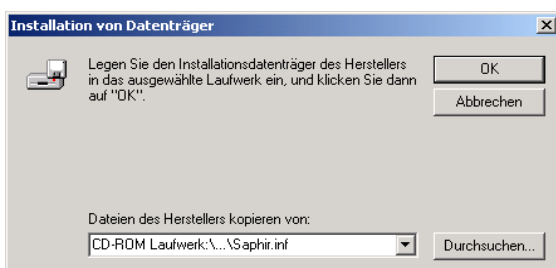 Installation von Datenträger
Legen Sie den Installationsdatenträger des Herstellers
in das ausgewählte Laufwerk ein, und klicken Sie dann
auf "OK".
OK
Abbrechen
Dateien des Herstellers kopieren von:
CD-ROM Laufwerk:\...\Saphir.inf
Durchsuchen...